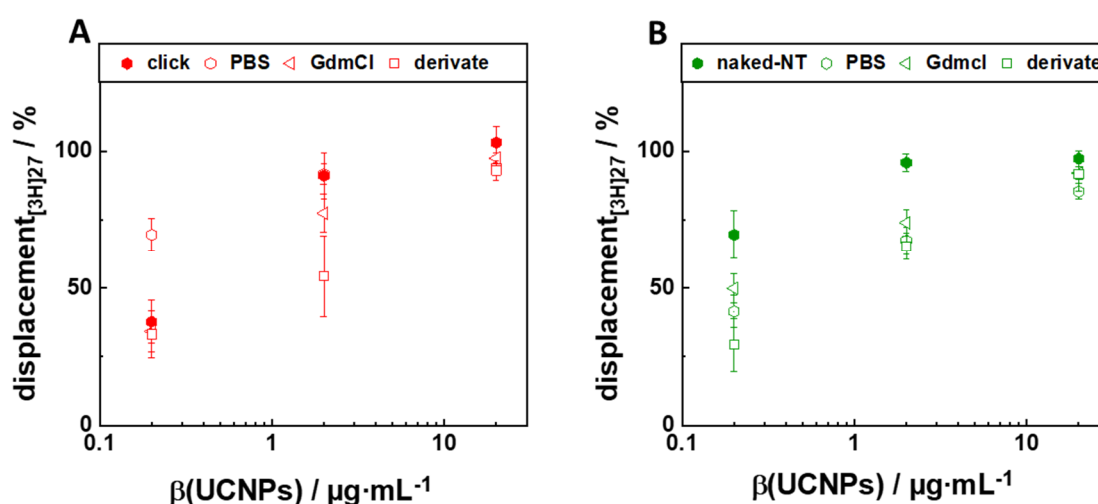 A
click PBS GdmCl derivate
displacement[3H]27 / %
100
50
0
0.1 1 10
β(UCNPs) / µg·mL⁻¹
B
naked-NT PBS Gdmcl derivate
displacement[3H]27 / %
100
50
0
0.1 1 10
β(UCNPs) / µg·mL⁻¹